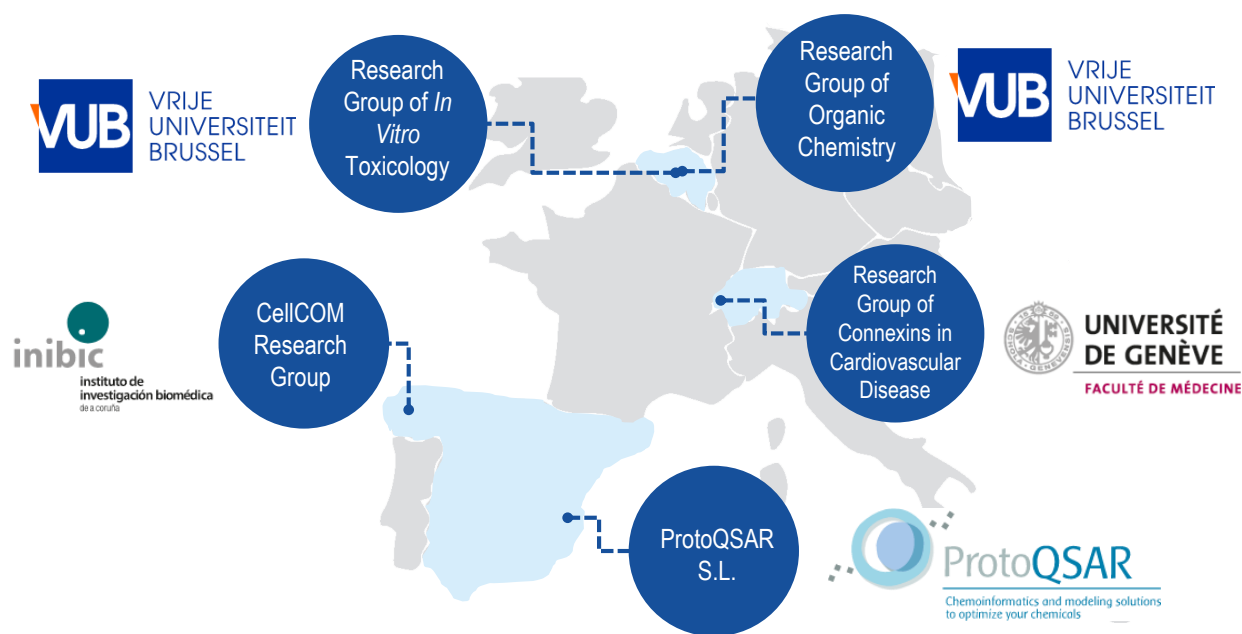 VUB
VRIJE
UNIVERSITEIT
BRUSSEL
Research
Group of In
Vitro
Toxicology
Research
Group of
Organic
Chemistry
VUB
VRIJE
UNIVERSITEIT
BRUSSEL
inibic
instituto de
investigación biomédica
de a coruña
CellCOM
Research
Group
Research
Group of
Connexins in
Cardiovascular
Disease
UNIVERSITÉ
DE GENÈVE
FACULTÉ DE MÉDECINE
ProtoQSAR
S.L.
ProtoQSAR
Chemoinformatics and modeling solutions
to optimize your chemicals